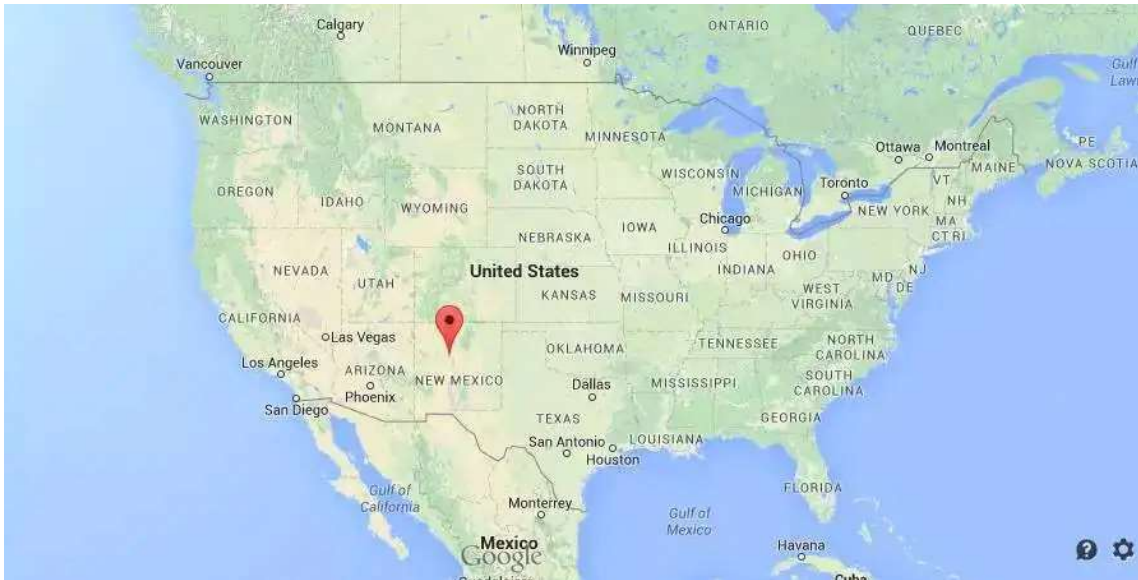 Calgary
ONTARIO
QUEBEC
Winnipeg
Vancouver
Gulf
Law
WASHINGTON
MONTANA
NORTH
DAKOTA
MINNESOTA
Ottawa
Montreal
PE
MAINE
NOVA SCOTIA
OREGON
IDAHO
WYOMING
SOUTH
DAKOTA
WISCONSIN
MICHIGAN
Toronto
VT
NH
NEW YORK
MA
CT RI
Chicago
IOWA
NEBRASKA
ILLINOIS
INDIANA
OHIO
NEVADA
UTAH
United States
KANSAS
MISSOURI
WEST
VIRGINIA
MD
NJ
DE
CALIFORNIA
Las Vegas
OKLAHOMA
TENNESSEE
NORTH
CAROLINA
Los Angeles
ARIZONA
NEW MEXICO
Phoenix
San Diego
Dallas
MISSISSIPPI
SOUTH
CAROLINA
TEXAS
GEORGIA
San Antonio
Houston
LOUISIANA
FLORIDA
Gulf of
California
Monterrey
Gulf of
Mexico
Mexico
Google
Havana
Cuba